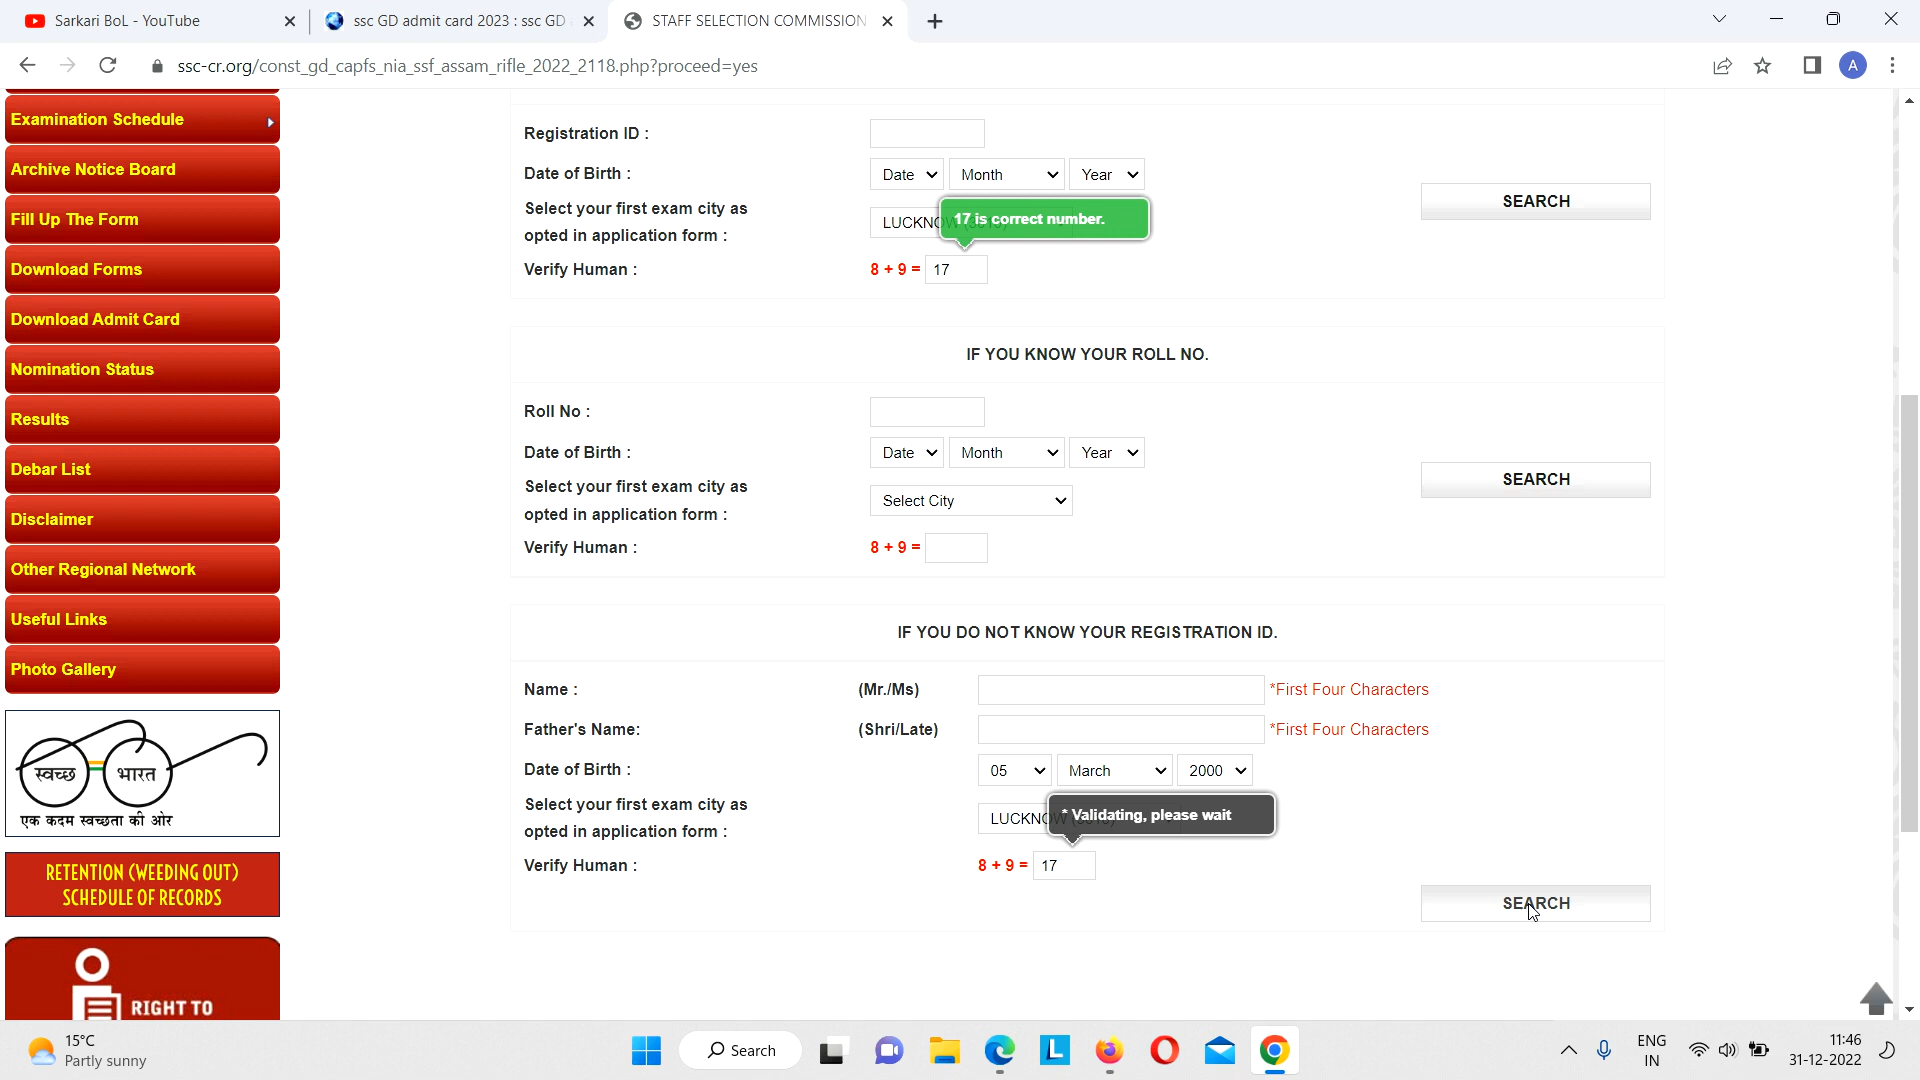 Sarkari BoL - YouTube
ssc GD admit card 2023 : ssc GD
STAFF SELECTION COMMISSION
ssc-cr.org/const_gd_capfs_nia_ssf_assam_rifle_2022_2118.php?proceed=yes
A
Examination Schedule
Archive Notice Board
Fill Up The Form
Download Forms
Download Admit Card
Nomination Status
Results
Debar List
Disclaimer
Other Regional Network
Useful Links
Photo Gallery
स्वच्छ भारत
एक कदम स्वच्छता की ओर
RETENTION (WEEDING OUT)
SCHEDULE OF RECORDS
RIGHT TO
Registration ID :
Date of Birth : Date Month Year
SEARCH
Select your first exam city as
opted in application form :
LUCKNOW
17 is correct number.
Verify Human : 8 + 9 = 17
IF YOU KNOW YOUR ROLL NO.
Roll No :
Date of Birth : Date Month Year
SEARCH
Select your first exam city as
opted in application form :
Select City
Verify Human : 8 + 9 =
IF YOU DO NOT KNOW YOUR REGISTRATION ID.
Name : (Mr./Ms) *First Four Characters
Father's Name: (Shri/Late) *First Four Characters
Date of Birth : 05 March 2000
Select your first exam city as
opted in application form :
LUCKNOW
* Validating, please wait
Verify Human : 8 + 9 = 17
SEARCH
15°C
Partly sunny
Search
L
ENG
IN
11:46
31-12-2022